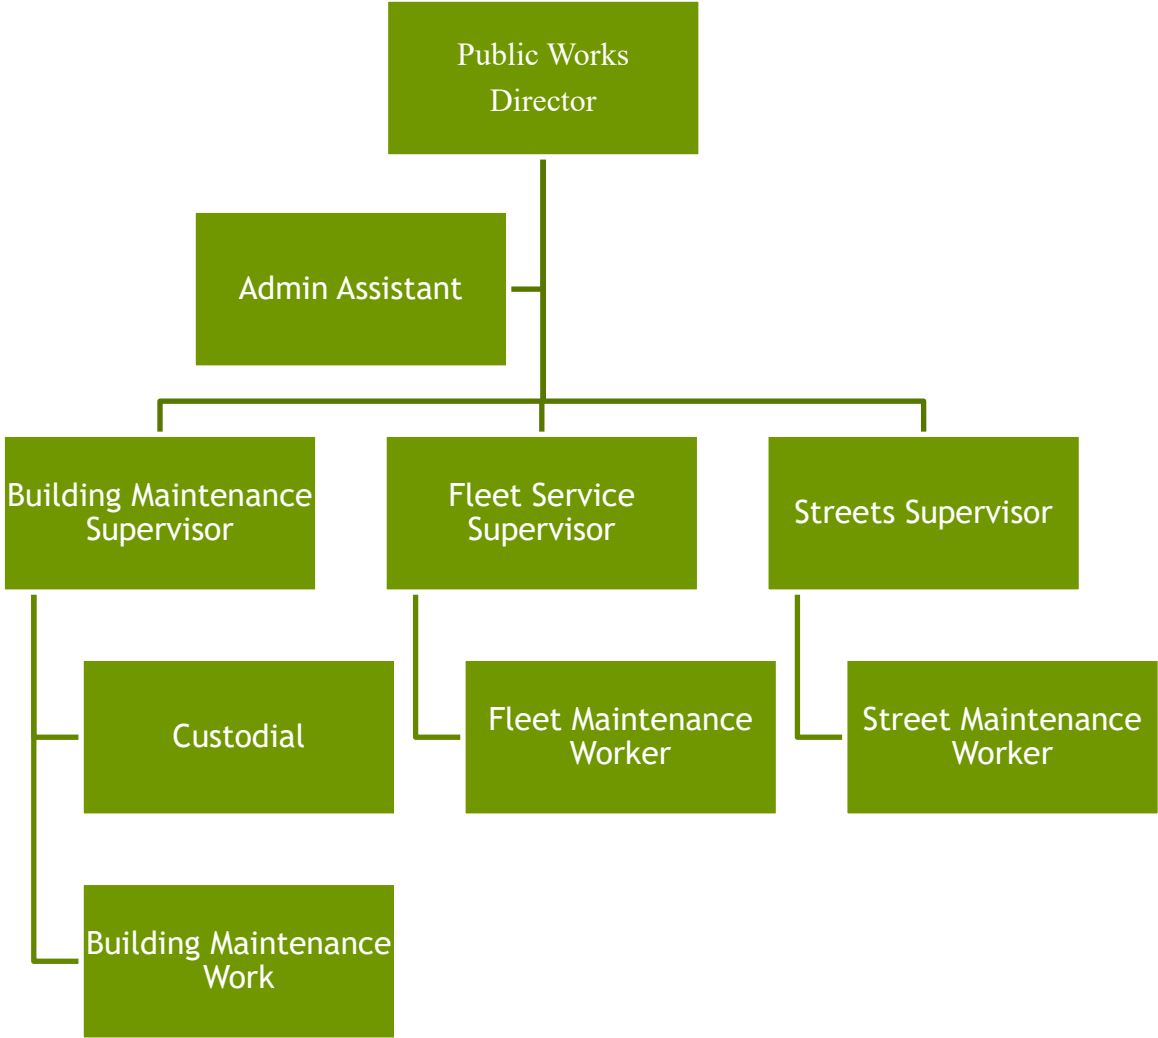 Public Works
Director
Admin Assistant
Building Maintenance
Supervisor
Fleet Service
Supervisor
Streets Supervisor
Custodial
Fleet Maintenance
Worker
Street Maintenance
Worker
Building Maintenance
Work